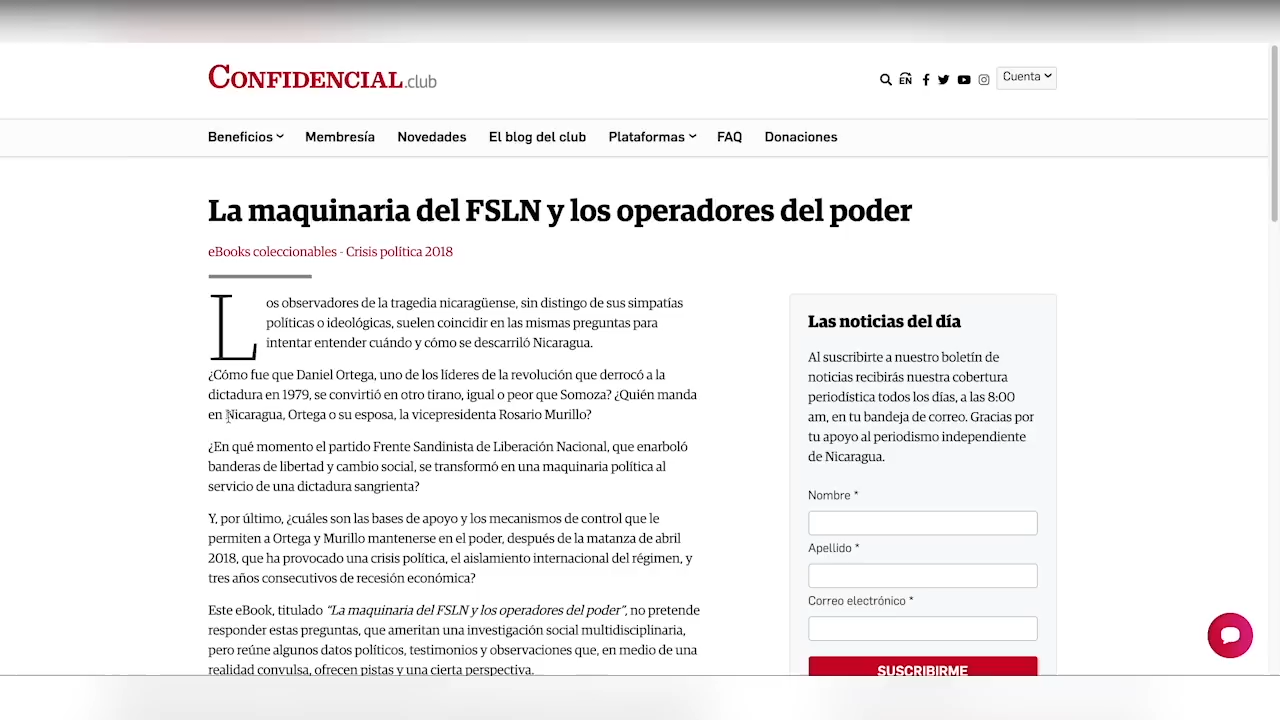 CONFIDENCIAL.club
EN
Cuenta
Beneficios
Membresía
Novedades
El blog del club
Plataformas
FAQ
Donaciones
La maquinaria del FSLN y los operadores del poder
eBooks coleccionables - Crisis política 2018
Los observadores de la tragedia nicaragüense, sin distingo de sus simpatías
políticas o ideológicas, suelen coincidir en las mismas preguntas para
intentar entender cuándo y cómo se descarriló Nicaragua.
¿Cómo fue que Daniel Ortega, uno de los líderes de la revolución que derrocó a la
dictadura en 1979, se convirtió en otro tirano, igual o peor que Somoza? ¿Quién manda
en Nicaragua, Ortega o su esposa, la vicepresidenta Rosario Murillo?
¿En qué momento el partido Frente Sandinista de Liberación Nacional, que enarboló
banderas de libertad y cambio social, se transformó en una maquinaria política al
servicio de una dictadura sangrienta?
Y, por último, ¿cuáles son las bases de apoyo y los mecanismos de control que le
permiten a Ortega y Murillo mantenerse en el poder, después de la matanza de abril
2018, que ha provocado una crisis política, el aislamiento internacional del régimen, y
tres años consecutivos de recesión económica?
Este eBook, titulado “La maquinaria del FSLN y los operadores del poder”, no pretende
responder estas preguntas, que ameritan una investigación social multidisciplinaria,
pero reúne algunos datos políticos, testimonios y observaciones que, en medio de una
realidad convulsa, ofrecen pistas y una cierta perspectiva.
Las noticias del día
Al suscribirte a nuestro boletín de
noticias recibirás nuestra cobertura
periodística todos los días, a las 8:00
am, en tu bandeja de correo. Gracias por
tu apoyo al periodismo independiente
de Nicaragua.
Nombre *
Apellido *
Correo electrónico *
SUSCRIBIRME